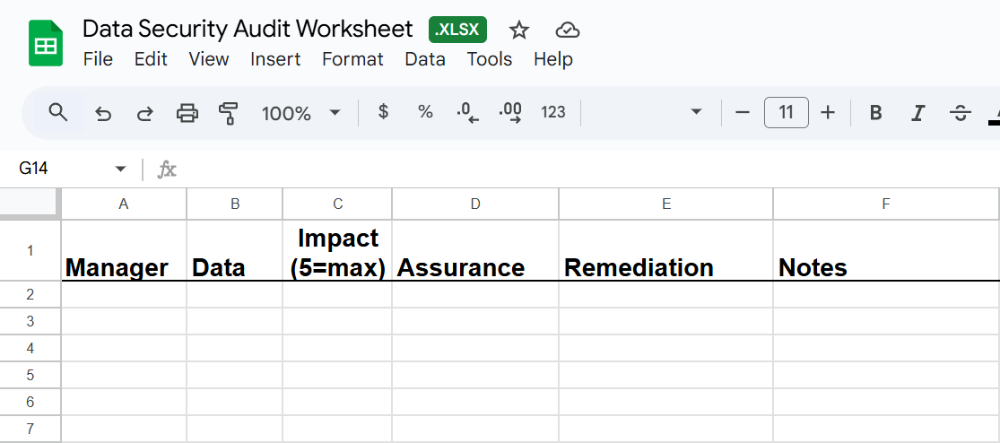 Data Security Audit Worksheet .XLSX
File Edit View Insert Format Data Tools Help
100% $ % .0 .00 123 11 B I S
G14 fx
A B C D E F
1 Manager Data Impact (5=max) Assurance Remediation Notes
2
3
4
5
6
7